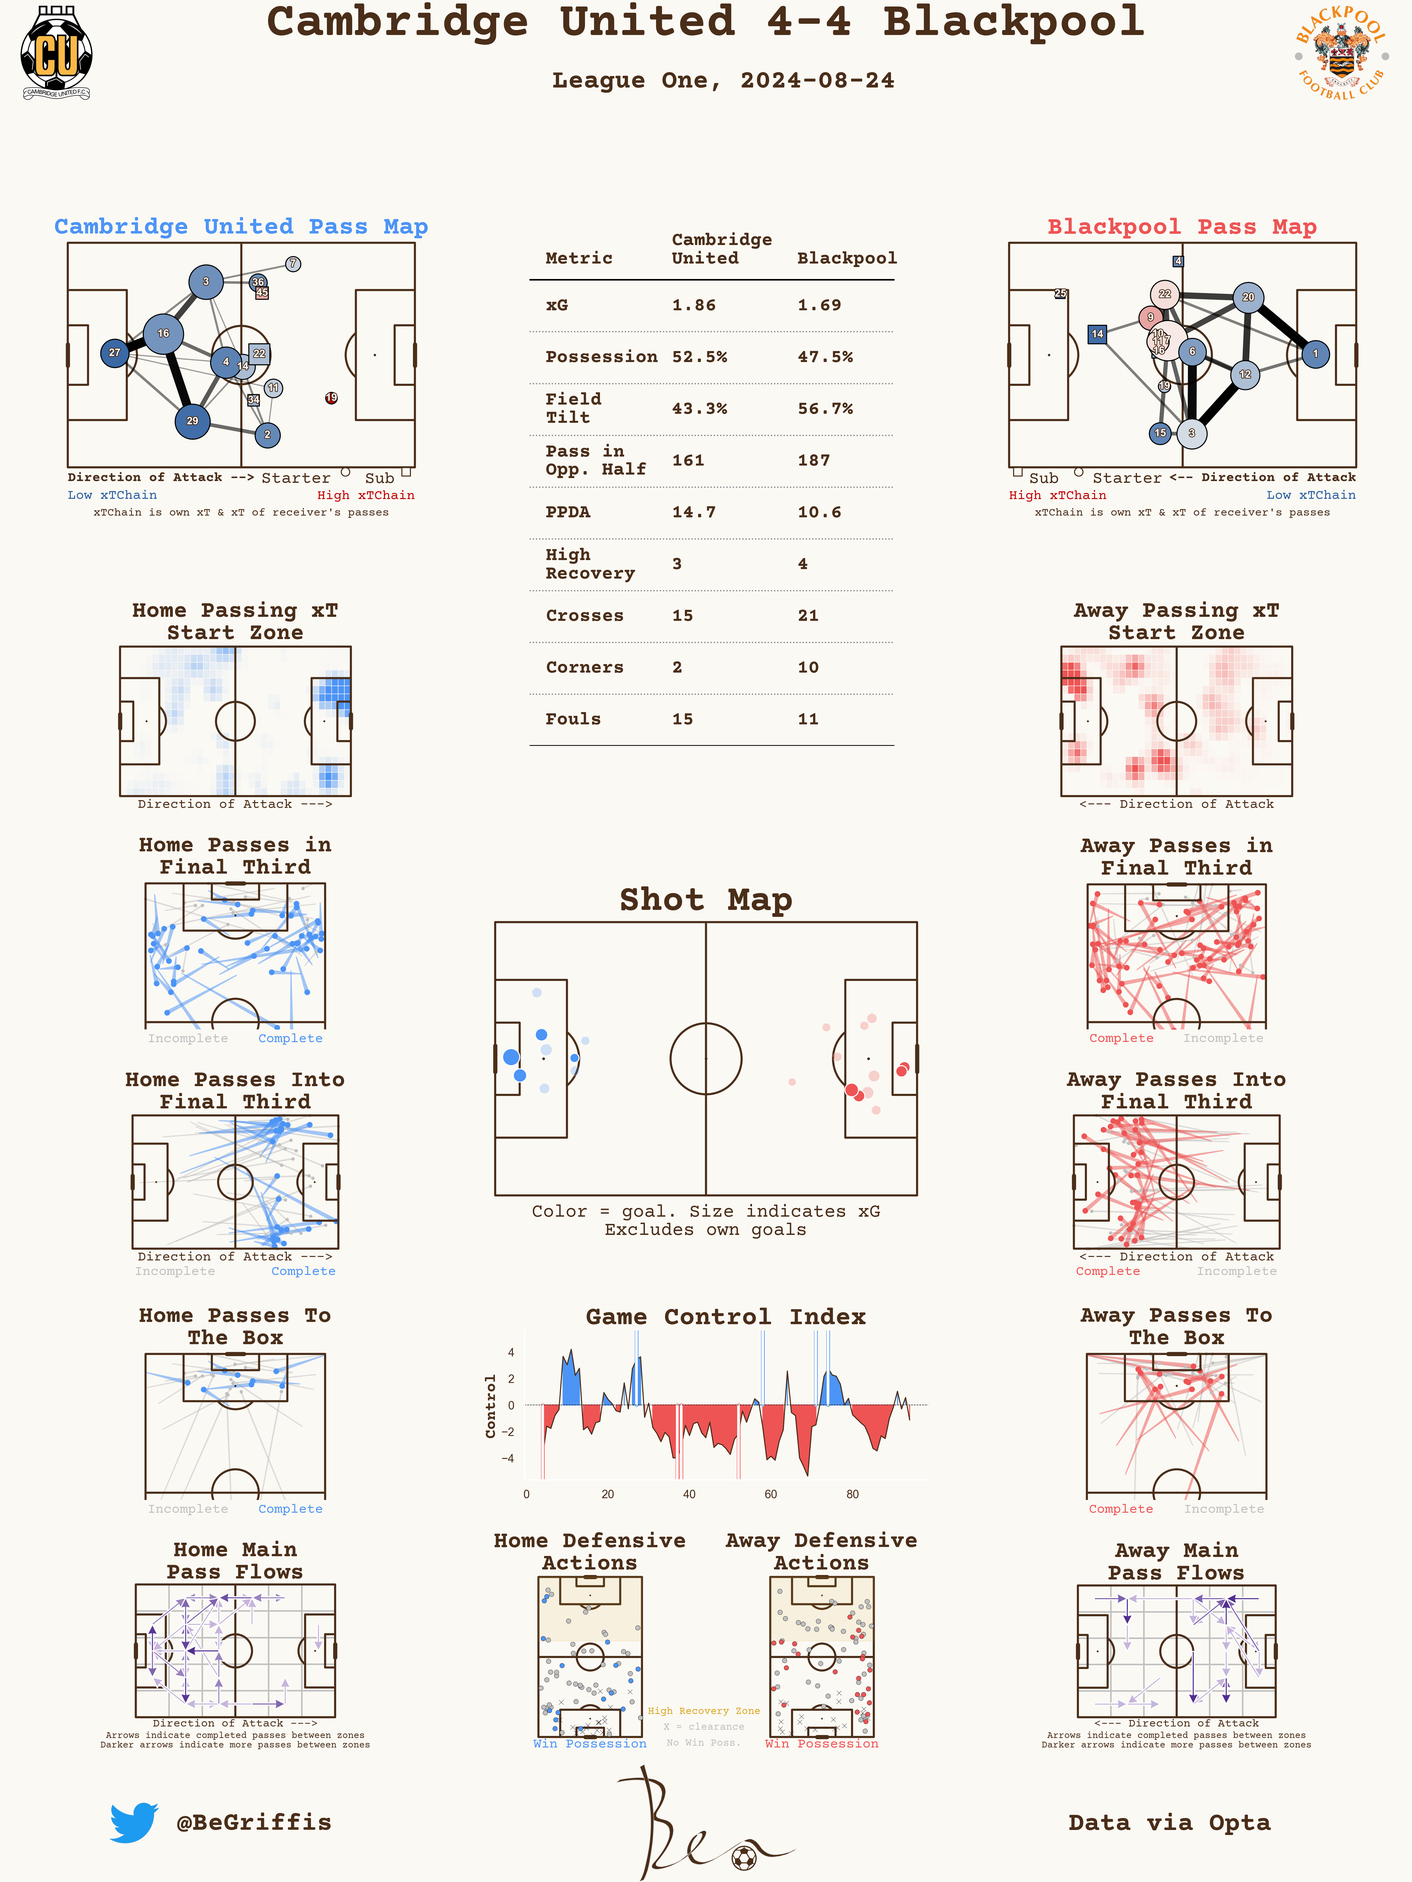 Cambridge United 4-4 Blackpool
League One, 2024-08-24
CU
CAMBRIDGE UNITED F.C.
BLACKPOOL
FOOTBALL CLUB
Cambridge United Pass Map
3
7
36
45
16
27
4
14
22
11
34
19
29
2
Direction of Attack --> Starter Sub
Low xTChain High xTChain
xTChain is own xT & xT of receiver's passes
Metric Cambridge United Blackpool
xG 1.86 1.69
Possession 52.5% 47.5%
Field Tilt 43.3% 56.7%
Pass in Opp. Half 161 187
PPDA 14.7 10.6
High Recovery 3 4
Crosses 15 21
Corners 2 10
Fouls 15 11
Blackpool Pass Map
4
25
22
20
9
14
10
16
6
1
12
19
15
3
Sub Starter <-- Direction of Attack
High xTChain Low xTChain
xTChain is own xT & xT of receiver's passes
Home Passing xT
Start Zone
Direction of Attack --->
Away Passing xT
Start Zone
<--- Direction of Attack
Home Passes in
Final Third
Incomplete Complete
Away Passes in
Final Third
Complete Incomplete
Shot Map
Color = goal. Size indicates xG
Excludes own goals
Home Passes Into
Final Third
Direction of Attack --->
Incomplete Complete
Away Passes Into
Final Third
<--- Direction of Attack
Complete Incomplete
Home Passes To
The Box
Incomplete Complete
Game Control Index
Control
4
2
0
−2
−4
0 20 40 60 80
Away Passes To
The Box
Complete Incomplete
Home Main
Pass Flows
Direction of Attack --->
Arrows indicate completed passes between zones
Darker arrows indicate more passes between zones
Home Defensive
Actions
Win Possession
Away Defensive
Actions
Win Possession
High Recovery Zone
X = clearance
No Win Poss.
Away Main
Pass Flows
<--- Direction of Attack
Arrows indicate completed passes between zones
Darker arrows indicate more passes between zones
@BeGriffis
Ben
Data via Opta